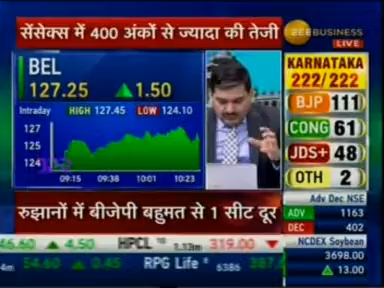 सेंसेक्स में 400 अंकों से ज्यादा की तेजी
ZEEBUSINESS
LIVE
BEL
127.25 ▲ 1.50
Intraday HIGH 127.45 LOW 124.10
127
125
124
09:15 09:38 10:01 10:23
KARNATAKA
222/222
BJP 111
CONG 61
JDS+ 48
OTH 2
रुझानों में बीजेपी बहुमत से 1 सीट दूर
Adv Dec NSE
ADV 1163
DEC 402
NCDEX Soybean
3698.00
▲ 13.00
46.60 ▲ 4.50 HPCL 1.13m 319.00 ▼
54.60 ▲ 0.45 RPG Life 6386